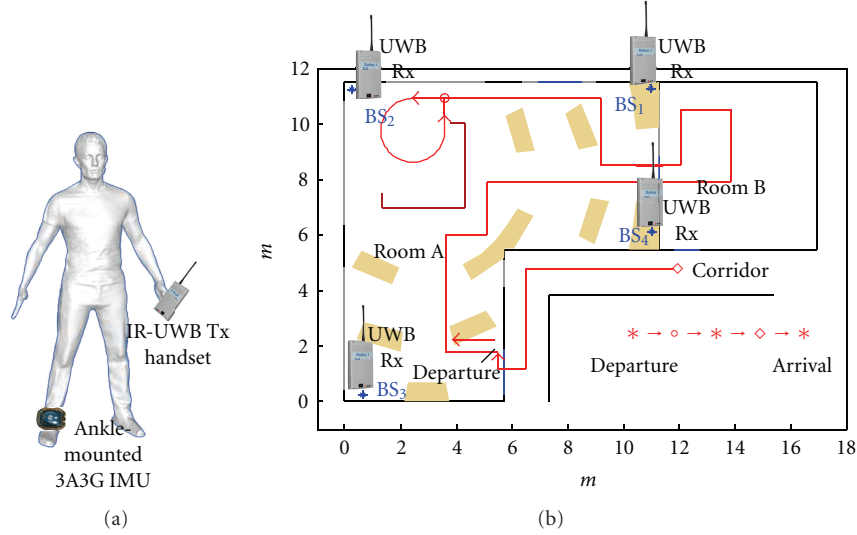 IR-UWB Tx
handset
Ankle-
mounted
3A3G IMU
(a)
UWB
Rx
BS2
UWB
Rx
BS1
Room B
UWB
Rx
BS4
Room A
Corridor
UWB
Rx
BS3
Departure
Departure
Arrival
12
10
8
6
4
2
0
m
0
2
4
6
8
10
12
14
16
18
m
(b)